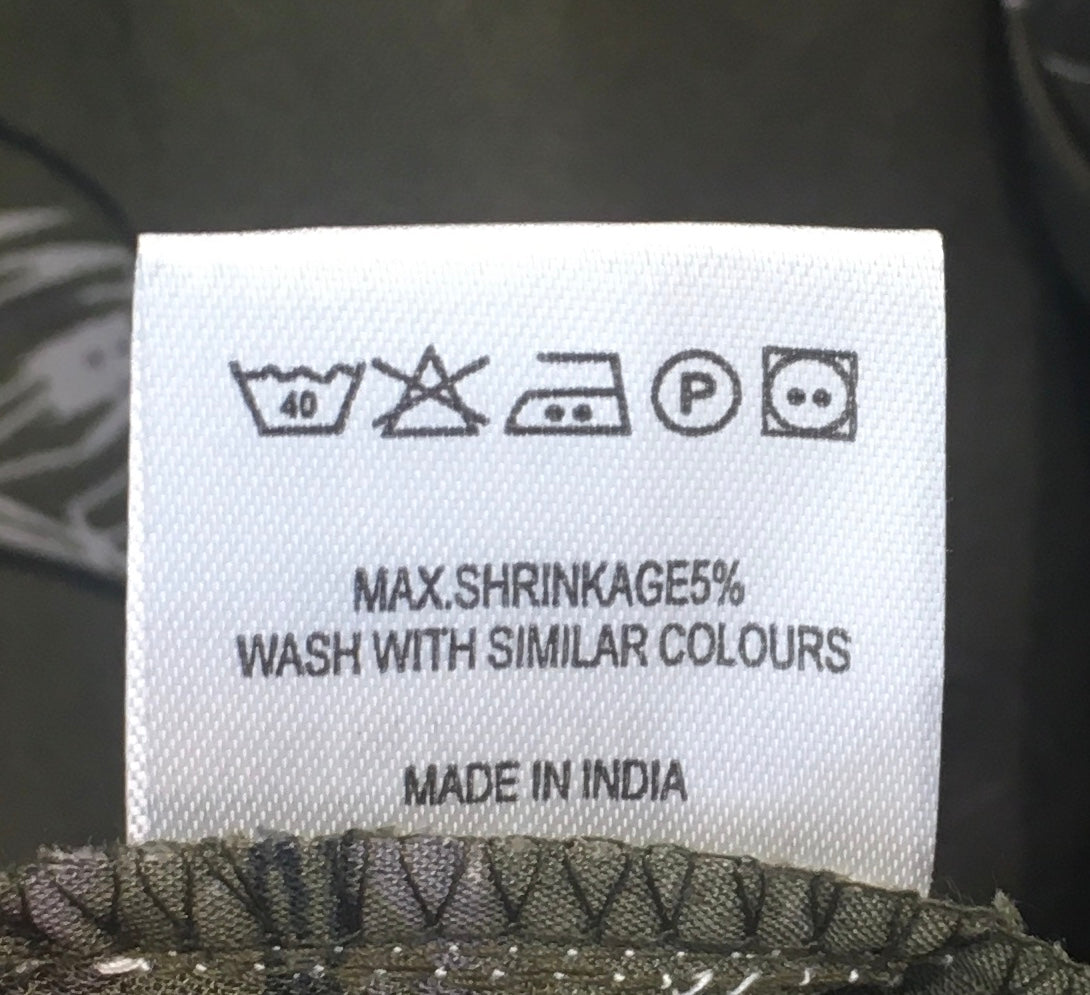 40 P
MAX.SHRINKAGE5%
WASH WITH SIMILAR COLOURS
MADE IN INDIA